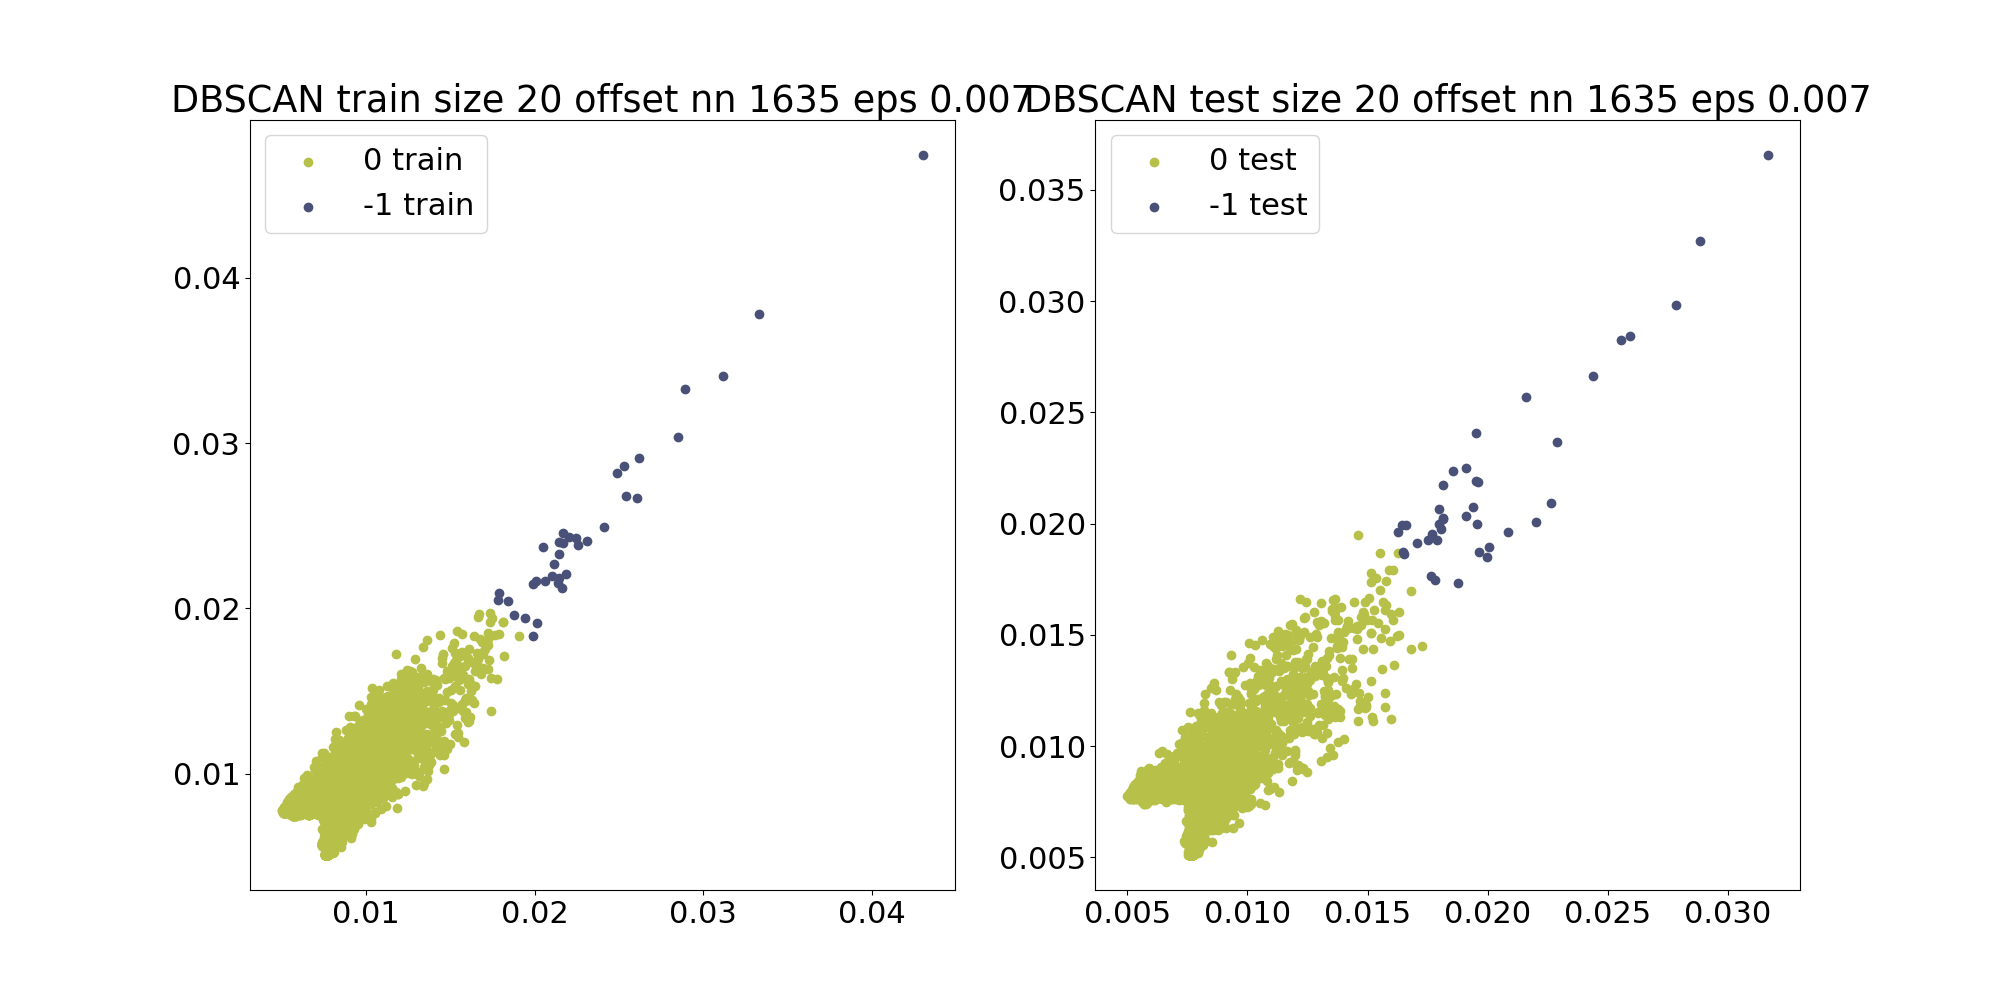 DBSCAN train size 20 offset nn 1635 eps 0.007
0 train
-1 train
0.04
0.03
0.02
0.01
0.01 0.02 0.03 0.04
DBSCAN test size 20 offset nn 1635 eps 0.007
0 test
-1 test
0.035
0.030
0.025
0.020
0.015
0.010
0.005
0.005 0.010 0.015 0.020 0.025 0.030